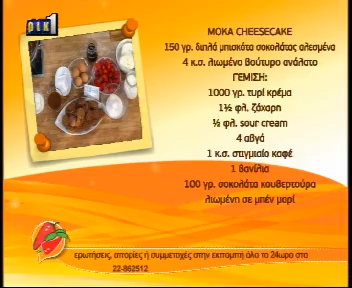 ΡΙΚ 1
MOKA CHEESECAKE
150 γρ. διπλά μπισκότα σοκολάτας αλεσμένα
4 κ.σ. λιωμένο βούτυρο ανάλατο
ΓΕΜΙΣΗ:
1000 γρ. τυρί κρέμα
1½ φλ. ζάχαρη
½ φλ. sour cream
4 αβγά
1 κ.σ. στιγμιαίο καφέ
1 βανίλια
100 γρ. σοκολάτα κουβερτούρα
λιωμένη σε μπέν μαρί
ερωτήσεις, απορίες ή συμμετοχές στην εκπομπή όλο το 24ωρο στο
22-862512